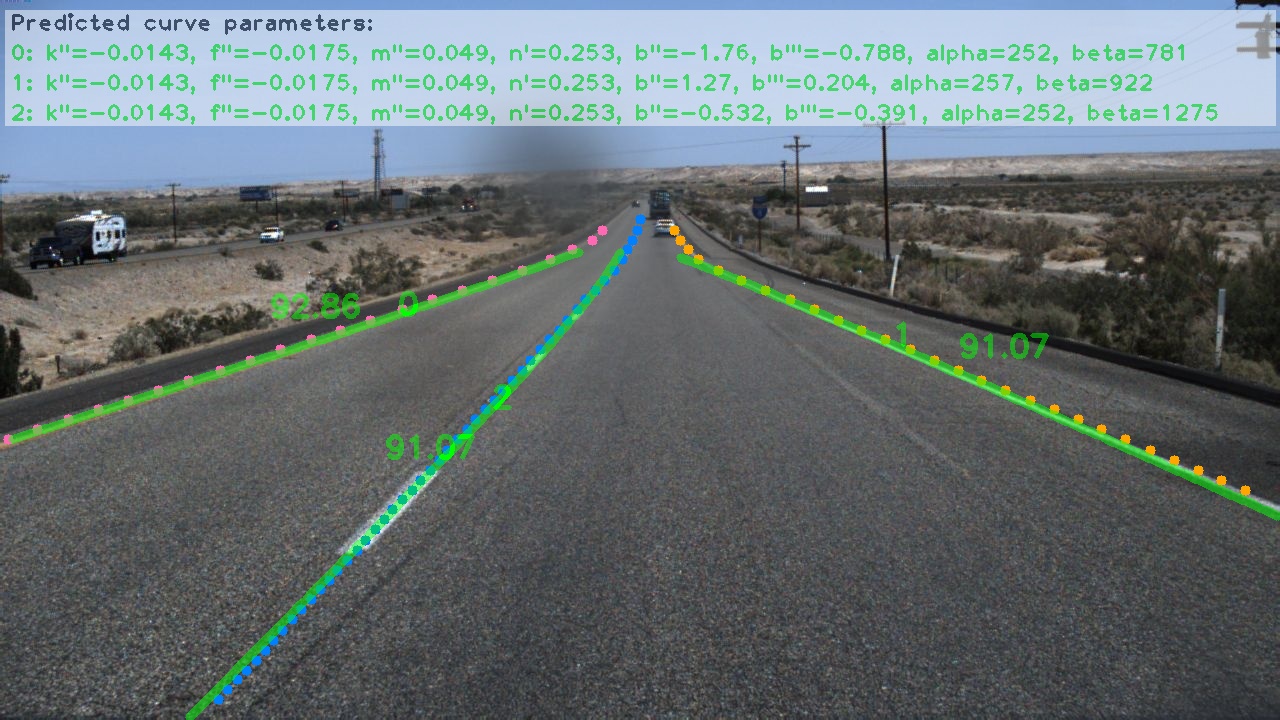 Predicted curve parameters:
0: k''=-0.0143, f''=-0.0175, m''=0.049, n'=0.253, b''=-1.76, b'''=-0.788, alpha=252, beta=781
1: k''=-0.0143, f''=-0.0175, m''=0.049, n'=0.253, b''=1.27, b'''=0.204, alpha=257, beta=922
2: k''=-0.0143, f''=-0.0175, m''=0.049, n'=0.253, b''=-0.532, b'''=-0.391, alpha=252, beta=1275
92.86 0
1 91.07
2
91.07